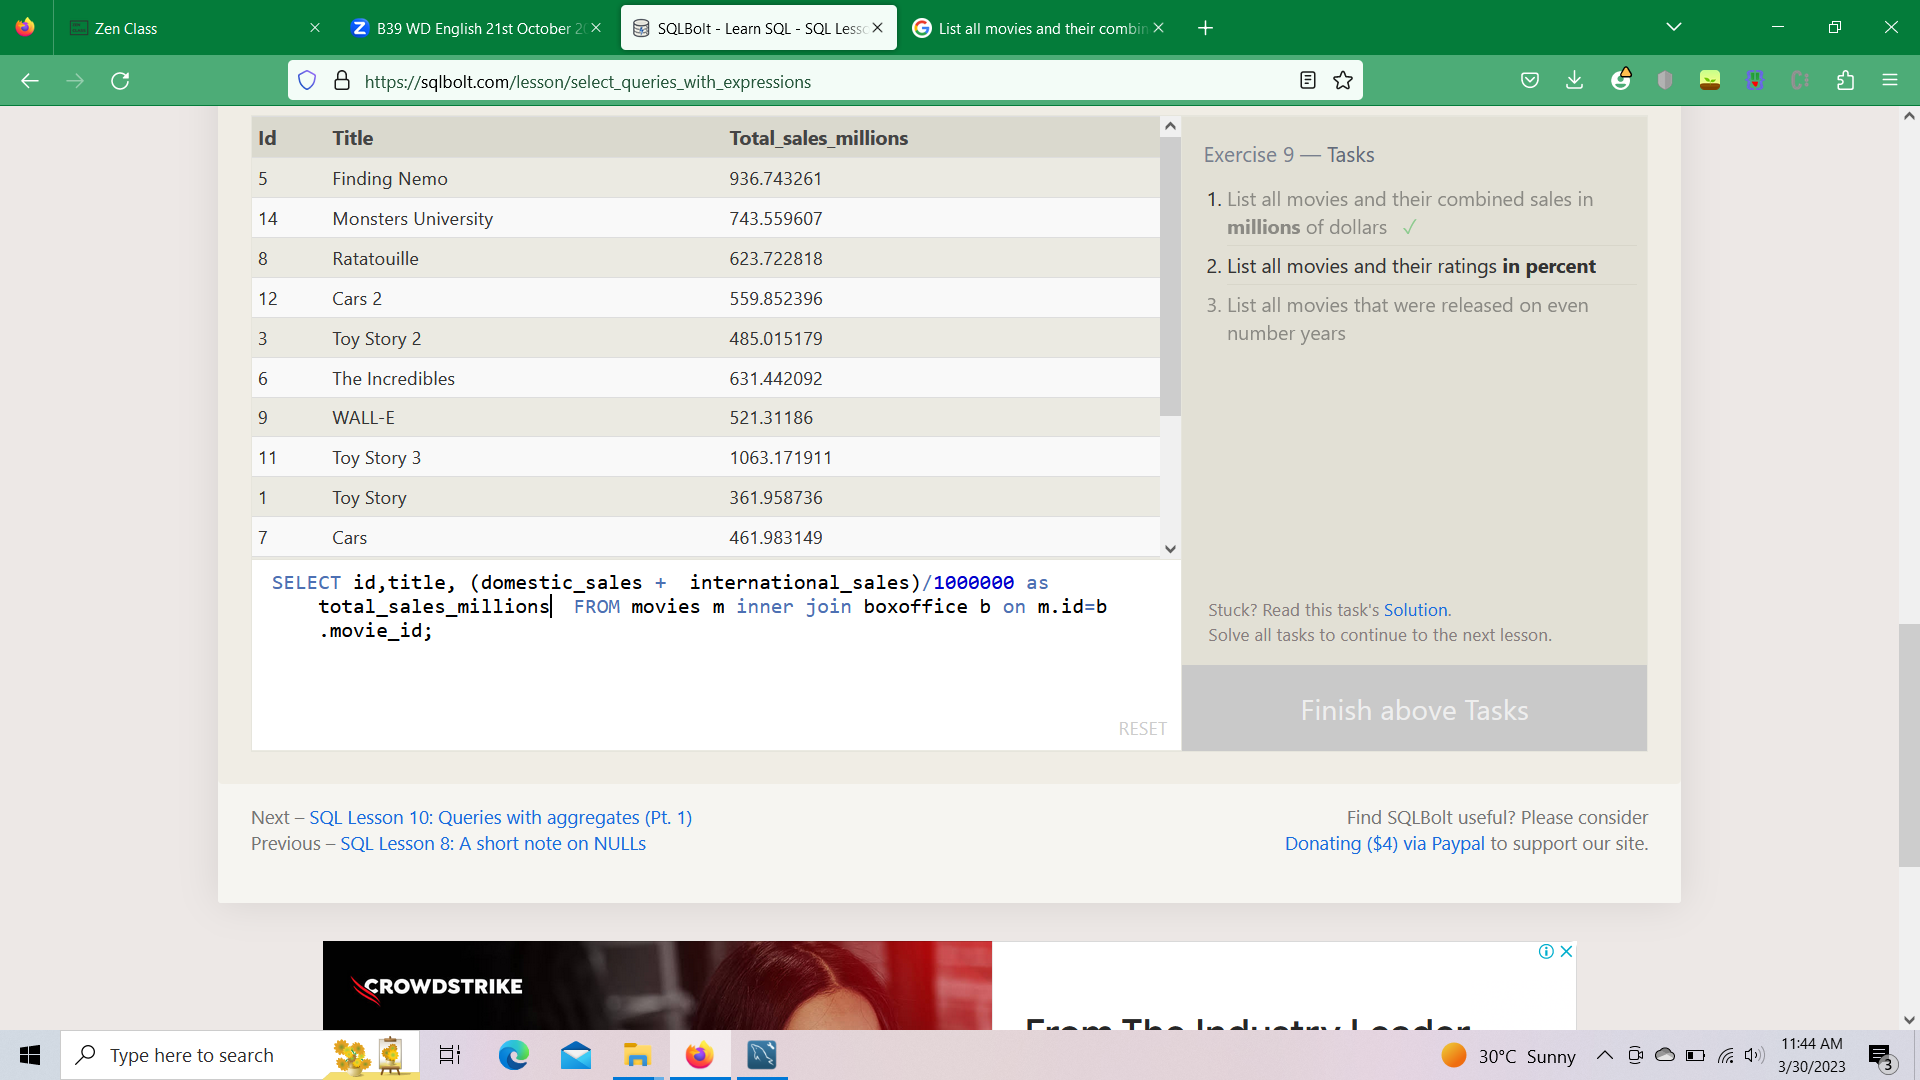 Zen Class
B39 WD English 21st October 2
SQLBolt - Learn SQL - SQL Less
List all movies and their combin
https://sqlbolt.com/lesson/select_queries_with_expressions
Id Title Total_sales_millions
5 Finding Nemo 936.743261
14 Monsters University 743.559607
8 Ratatouille 623.722818
12 Cars 2 559.852396
3 Toy Story 2 485.015179
6 The Incredibles 631.442092
9 WALL-E 521.31186
11 Toy Story 3 1063.171911
1 Toy Story 361.958736
7 Cars 461.983149
SELECT id,title, (domestic_sales +  international_sales)/1000000 as
total_sales_millions  FROM movies m inner join boxoffice b on m.id=b
.movie_id;
RESET
Exercise 9 — Tasks
1. List all movies and their combined sales in
millions of dollars ✓
2. List all movies and their ratings in percent
3. List all movies that were released on even
number years
Stuck? Read this task's Solution.
Solve all tasks to continue to the next lesson.
Finish above Tasks
Next – SQL Lesson 10: Queries with aggregates (Pt. 1)
Previous – SQL Lesson 8: A short note on NULLs
Find SQLBolt useful? Please consider
Donating ($4) via Paypal to support our site.
CROWDSTRIKE
From The Industry Leader
Type here to search
30°C Sunny
11:44 AM
3/30/2023
3